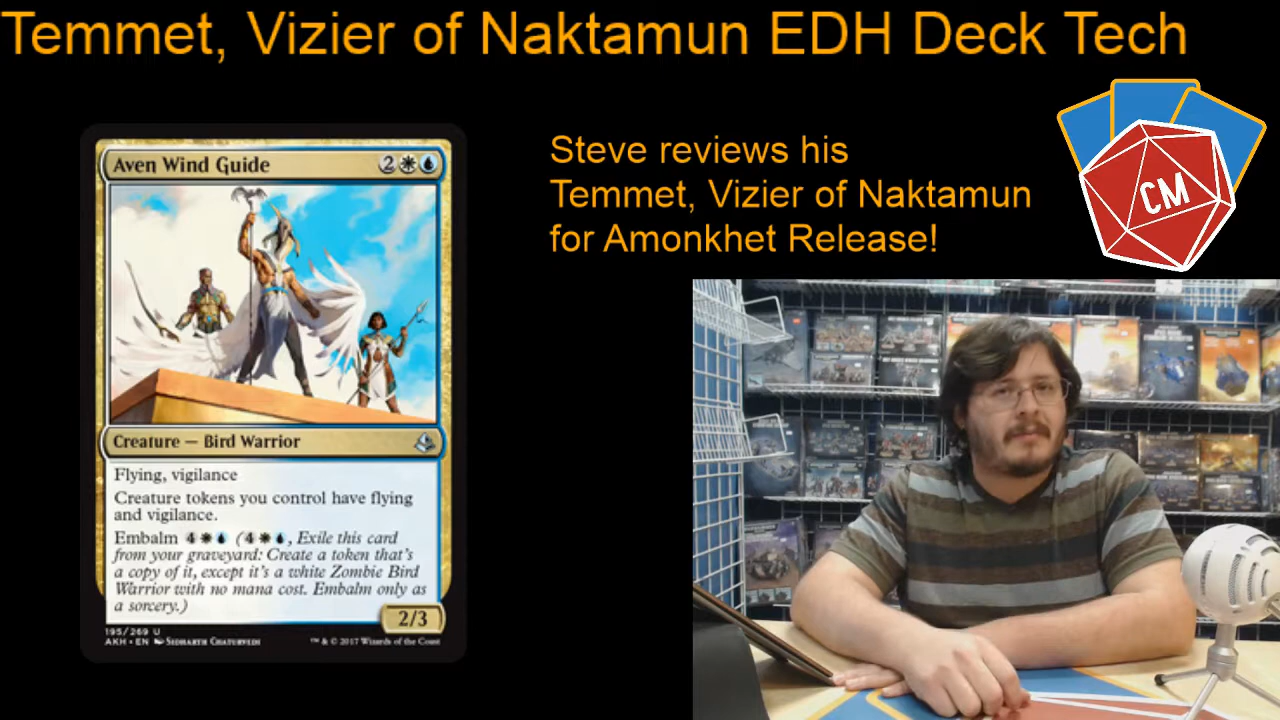 Temmet, Vizier of Naktamun EDH Deck Tech
Steve reviews his
Temmet, Vizier of Naktamun
for Amonkhet Release!
CM
Aven Wind Guide 2
Creature — Bird Warrior
Flying, vigilance
Creature tokens you control have flying
and vigilance.
Embalm 4 (4, Exile this card
from your graveyard: Create a token that's
a copy of it, except it's a white Zombie Bird
Warrior with no mana cost. Embalm only as
a sorcery.)
2/3
195/269 U
AKH • EN Sidharth Chaturvedi
™ & © 2017 Wizards of the Coast